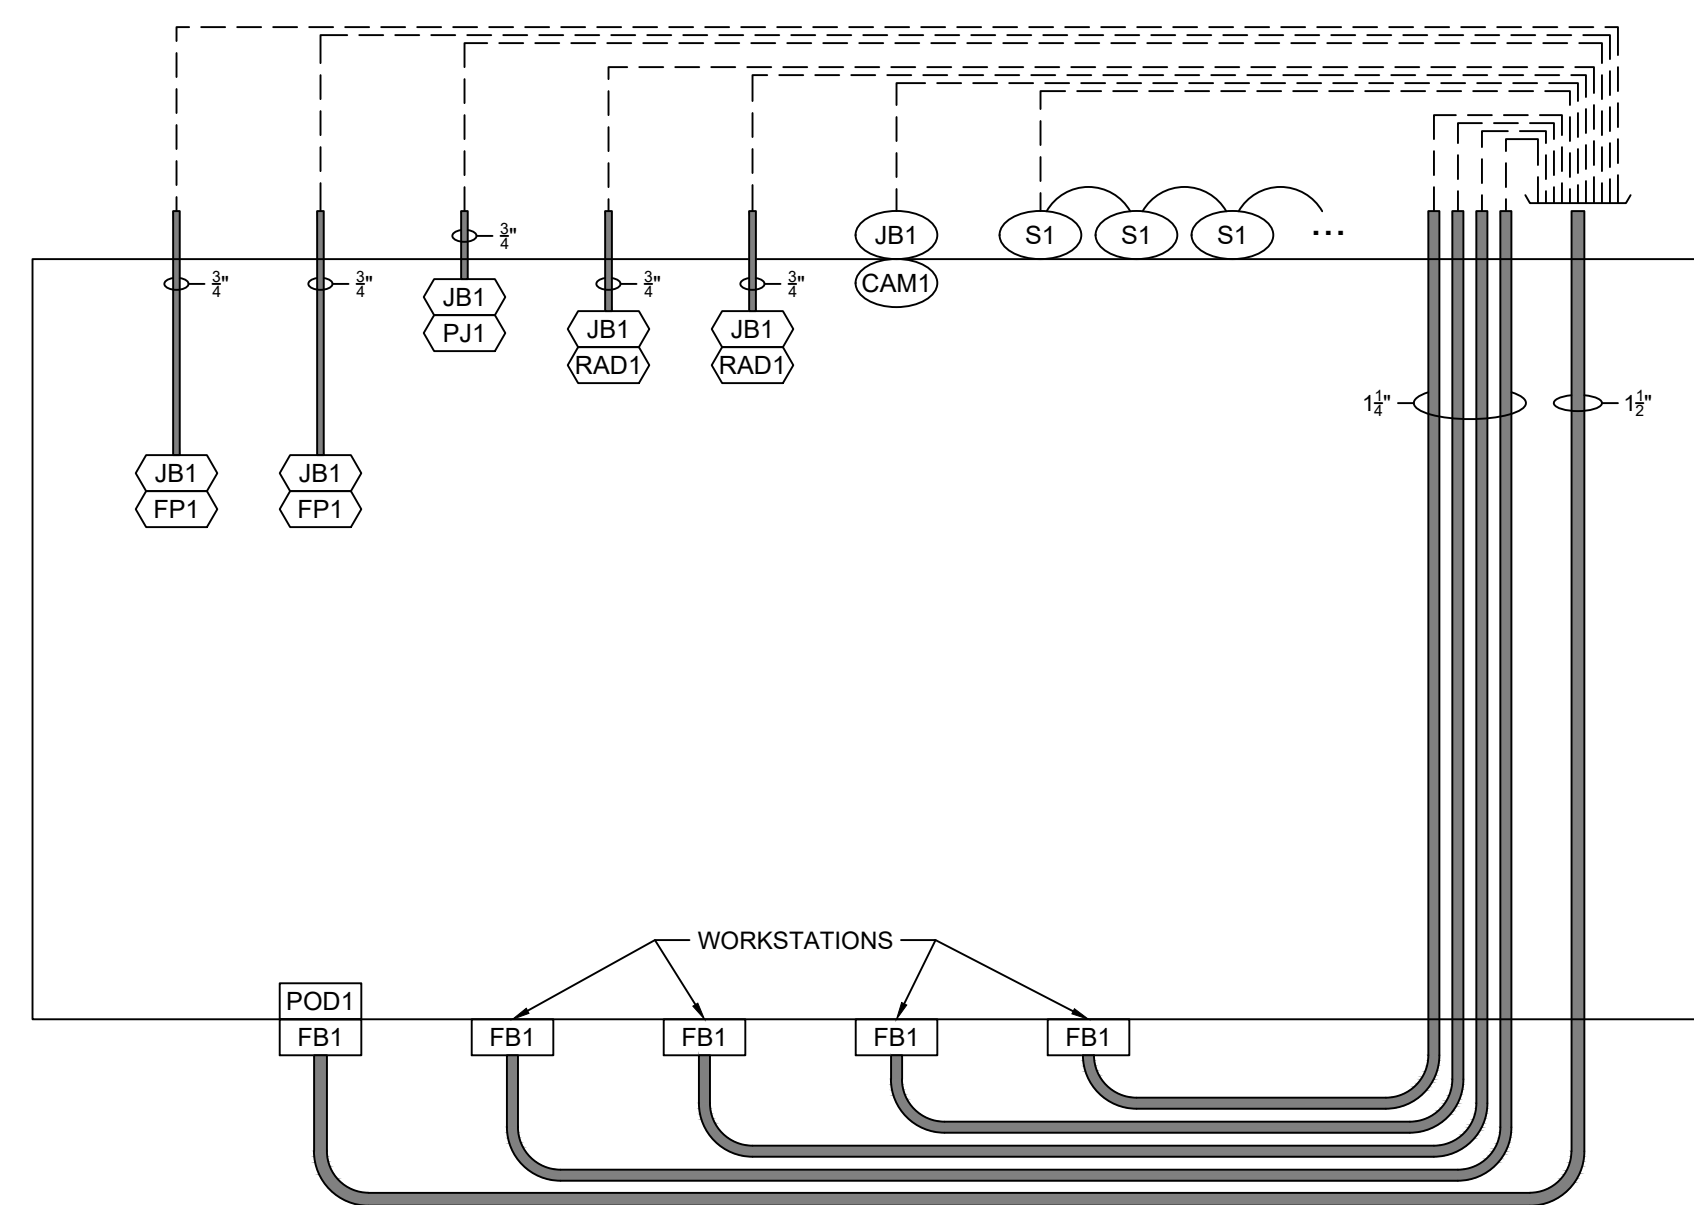 3/4"
JB1
S1
S1
S1
...
3/4"
3/4"
JB1
PJ1
3/4"
3/4"
CAM1
JB1
RAD1
JB1
RAD1
1 1/4"
1 1/2"
JB1
FP1
JB1
FP1
WORKSTATIONS
POD1
FB1
FB1
FB1
FB1
FB1